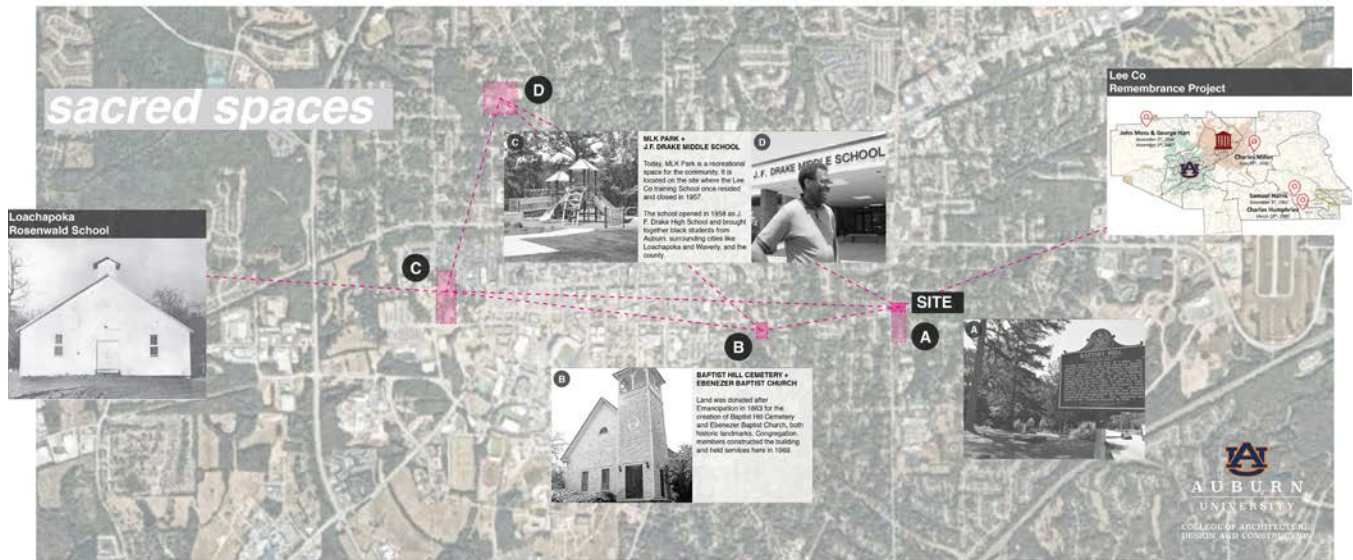 sacred spaces
D
Lee Co
Remembrance Project
John Moss & George Hart
Charles Miller
Samuel Harris
Charles Humphries
C
MLK PARK +
J.F. DRAKE MIDDLE SCHOOL
Today, MLK Park is a recreational
space for the community. It is
located on the site where the Lee
Co training School once resided
and closed in 1957.
The school opened in 1958 as J.
F. Drake High School and brought
together black students from
Auburn, surrounding cities like
Loachapoka and Waverly, and the
county.
D
J. F. DRAKE MIDDLE SCHOOL
Loachapoka
Rosenwald School
C
SITE
B
A
B
BAPTIST HILL CEMETERY +
EBENEZER BAPTIST CHURCH
Land was donated after
Emancipation in 1863 for the
creation of Baptist Hill Cemetery
and Ebenezer Baptist Church, both
historic landmarks. Congregation
members constructed the building
and held services here in 1969.
A
BAPTIST HILL
AU
AUBURN
UNIVERSITY
COLLEGE OF ARCHITECTURE,
DESIGN AND CONSTRUCTION